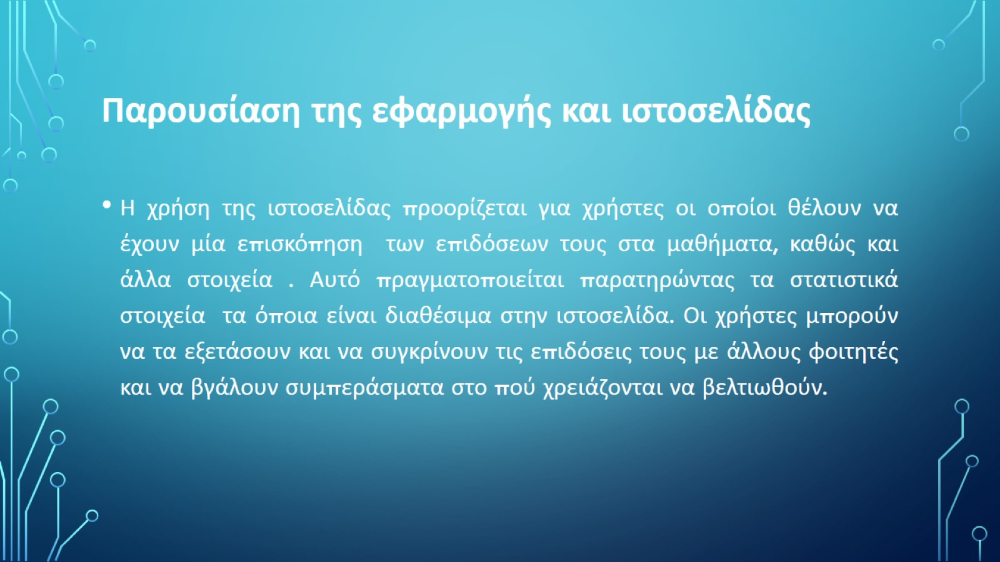 Παρουσίαση της εφαρμογής και ιστοσελίδας
• Η χρήση της ιστοσελίδας προορίζεται για χρήστες οι οποίοι θέλουν να
έχουν μία επισκόπηση των επιδόσεων τους στα μαθήματα, καθώς και
άλλα στοιχεία . Αυτό πραγματοποιείται παρατηρώντας τα στατιστικά
στοιχεία τα όποια είναι διαθέσιμα στην ιστοσελίδα. Οι χρήστες μπορούν
να τα εξετάσουν και να συγκρίνουν τις επιδόσεις τους με άλλους φοιτητές
και να βγάλουν συμπεράσματα στο πού χρειάζονται να βελτιωθούν.